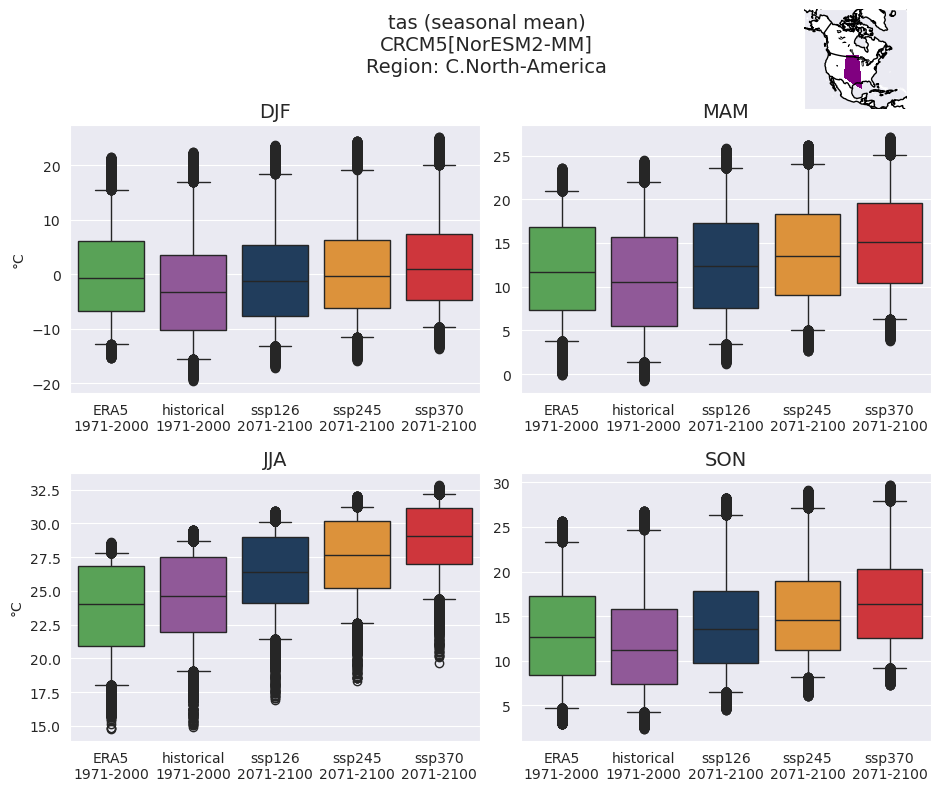 tas (seasonal mean)
CRCM5[NorESM2-MM]
Region: C.North-America
DJF
MAM
20
10
0
−10
−20
°C
25
20
15
10
5
0
ERA5 historical ssp126 ssp245 ssp370
1971-2000 1971-2000 2071-2100 2071-2100 2071-2100
ERA5 historical ssp126 ssp245 ssp370
1971-2000 1971-2000 2071-2100 2071-2100 2071-2100
JJA
SON
32.5
30.0
27.5
25.0
22.5
20.0
17.5
15.0
°C
30
25
20
15
10
5
ERA5 historical ssp126 ssp245 ssp370
1971-2000 1971-2000 2071-2100 2071-2100 2071-2100
ERA5 historical ssp126 ssp245 ssp370
1971-2000 1971-2000 2071-2100 2071-2100 2071-2100